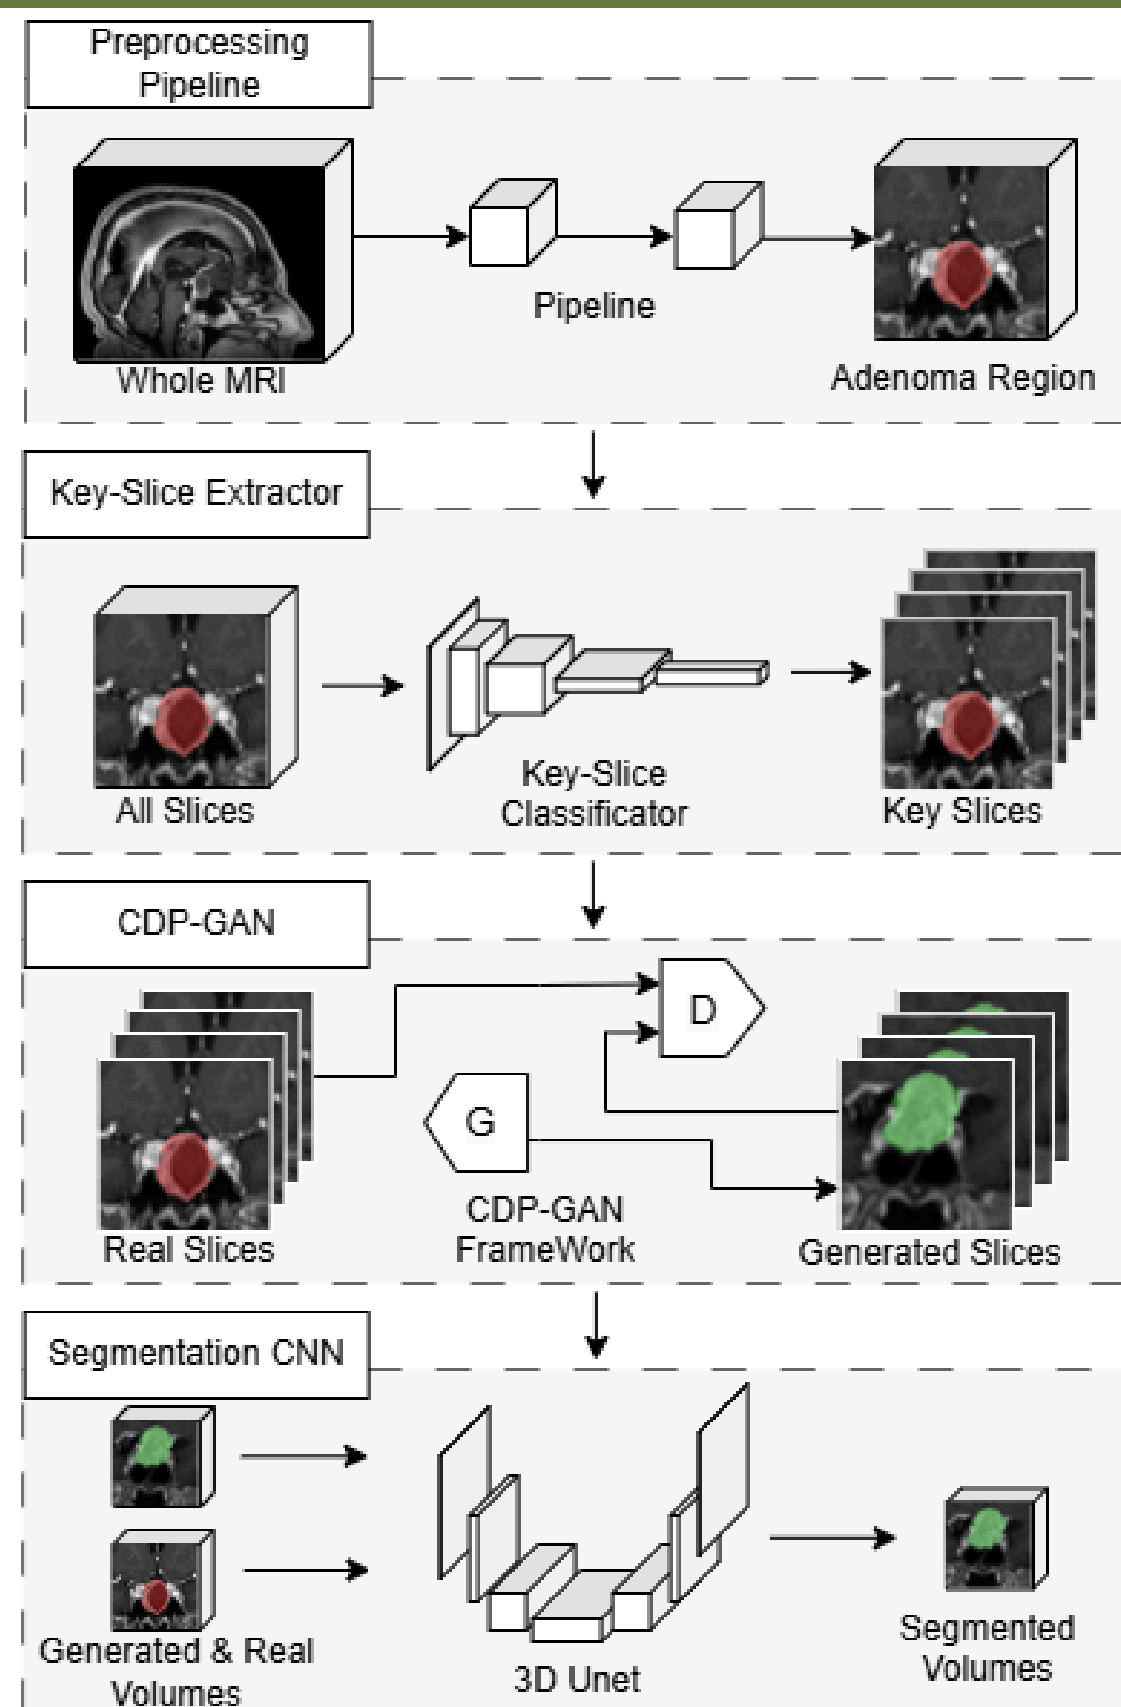 Preprocessing
Pipeline
Whole MRI
Pipeline
Adenoma Region
Key-Slice Extractor
All Slices
Key-Slice
Classificator
Key Slices
CDP-GAN
D
G
Real Slices
CDP-GAN
FrameWork
Generated Slices
Segmentation CNN
Generated & Real
Volumes
3D Unet
Segmented
Volumes